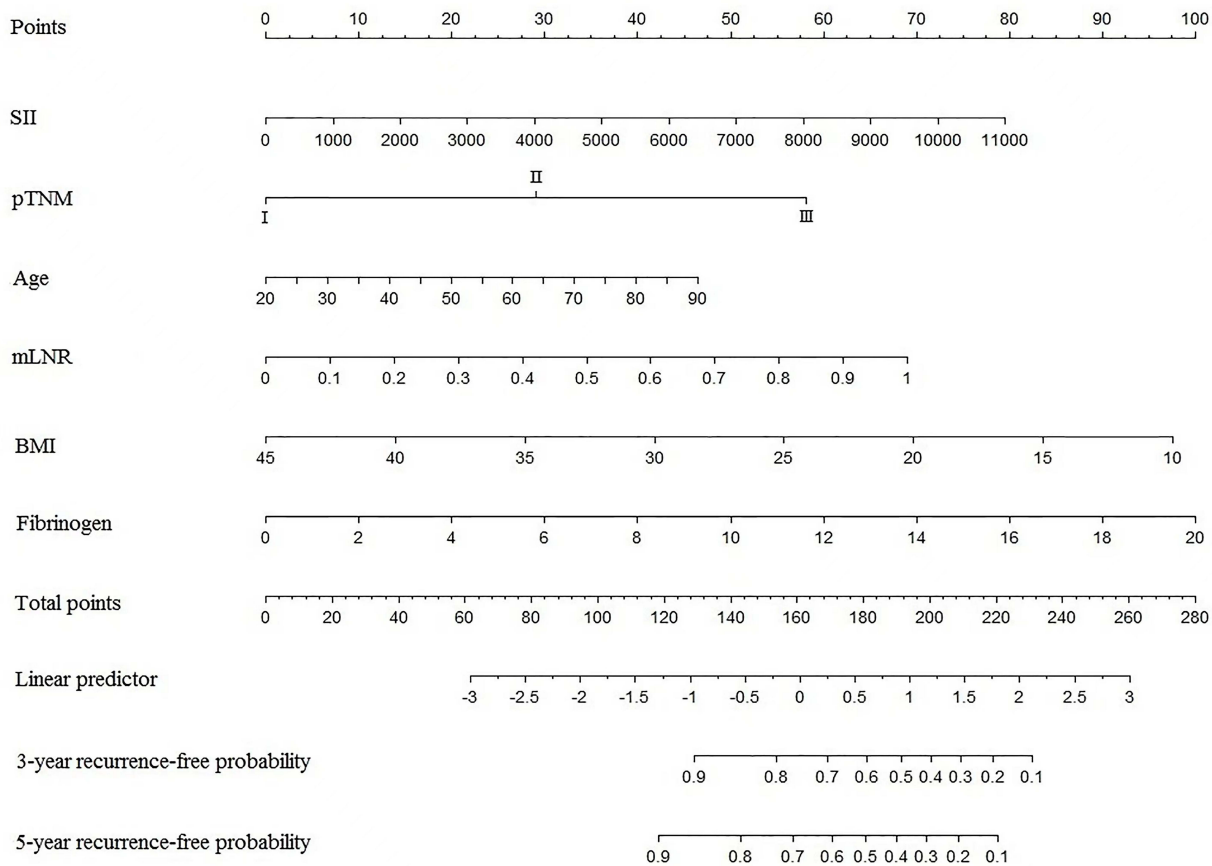 Points 0 10 20 30 40 50 60 70 80 90 100
SII
0 1000 2000 3000 4000 5000 6000 7000 8000 9000 10000 11000
II
pTNM
I III
Age
20 30 40 50 60 70 80 90
mLNR
0 0.1 0.2 0.3 0.4 0.5 0.6 0.7 0.8 0.9 1
BMI
45 40 35 30 25 20 15 10
Fibrinogen
0 2 4 6 8 10 12 14 16 18 20
Total points
0 20 40 60 80 100 120 140 160 180 200 220 240 260 280
Linear predictor
-3 -2.5 -2 -1.5 -1 -0.5 0 0.5 1 1.5 2 2.5 3
3-year recurrence-free probability
0.9 0.8 0.7 0.6 0.5 0.4 0.3 0.2 0.1
5-year recurrence-free probability
0.9 0.8 0.7 0.6 0.5 0.4 0.3 0.2 0.1